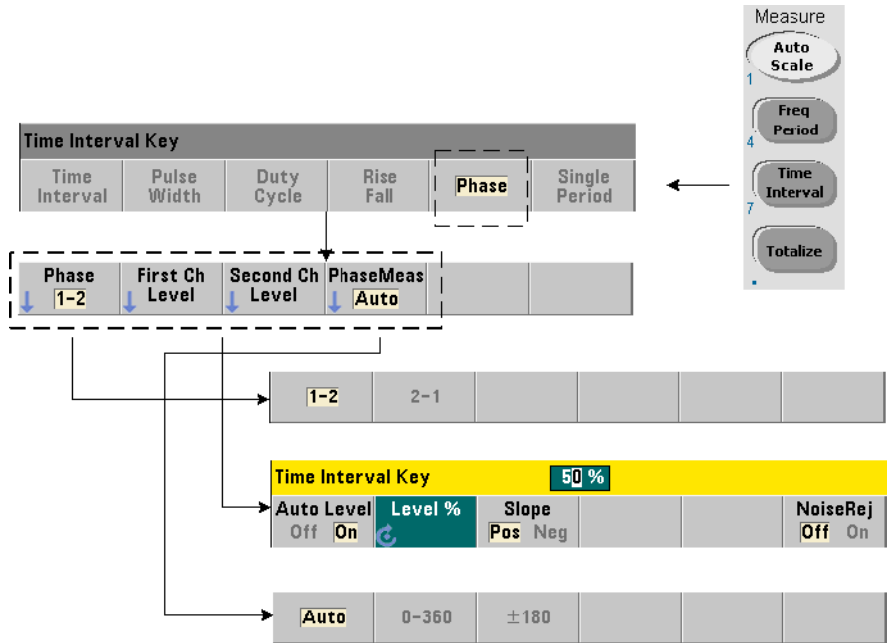 Measure
Auto
Scale
1
Freq
Period
4
Time
Interval
7
Totalize
.
Time Interval Key
Time
Interval
Pulse
Width
Duty
Cycle
Rise
Fall
Phase
Single
Period
Phase
1-2
First Ch
Level
Second Ch
Level
PhaseMeas
Auto
1-2
2-1
Time Interval Key
50 %
Auto Level
Off On
Level %
Slope
Pos Neg
NoiseRej
Off On
Auto
0-360
±180